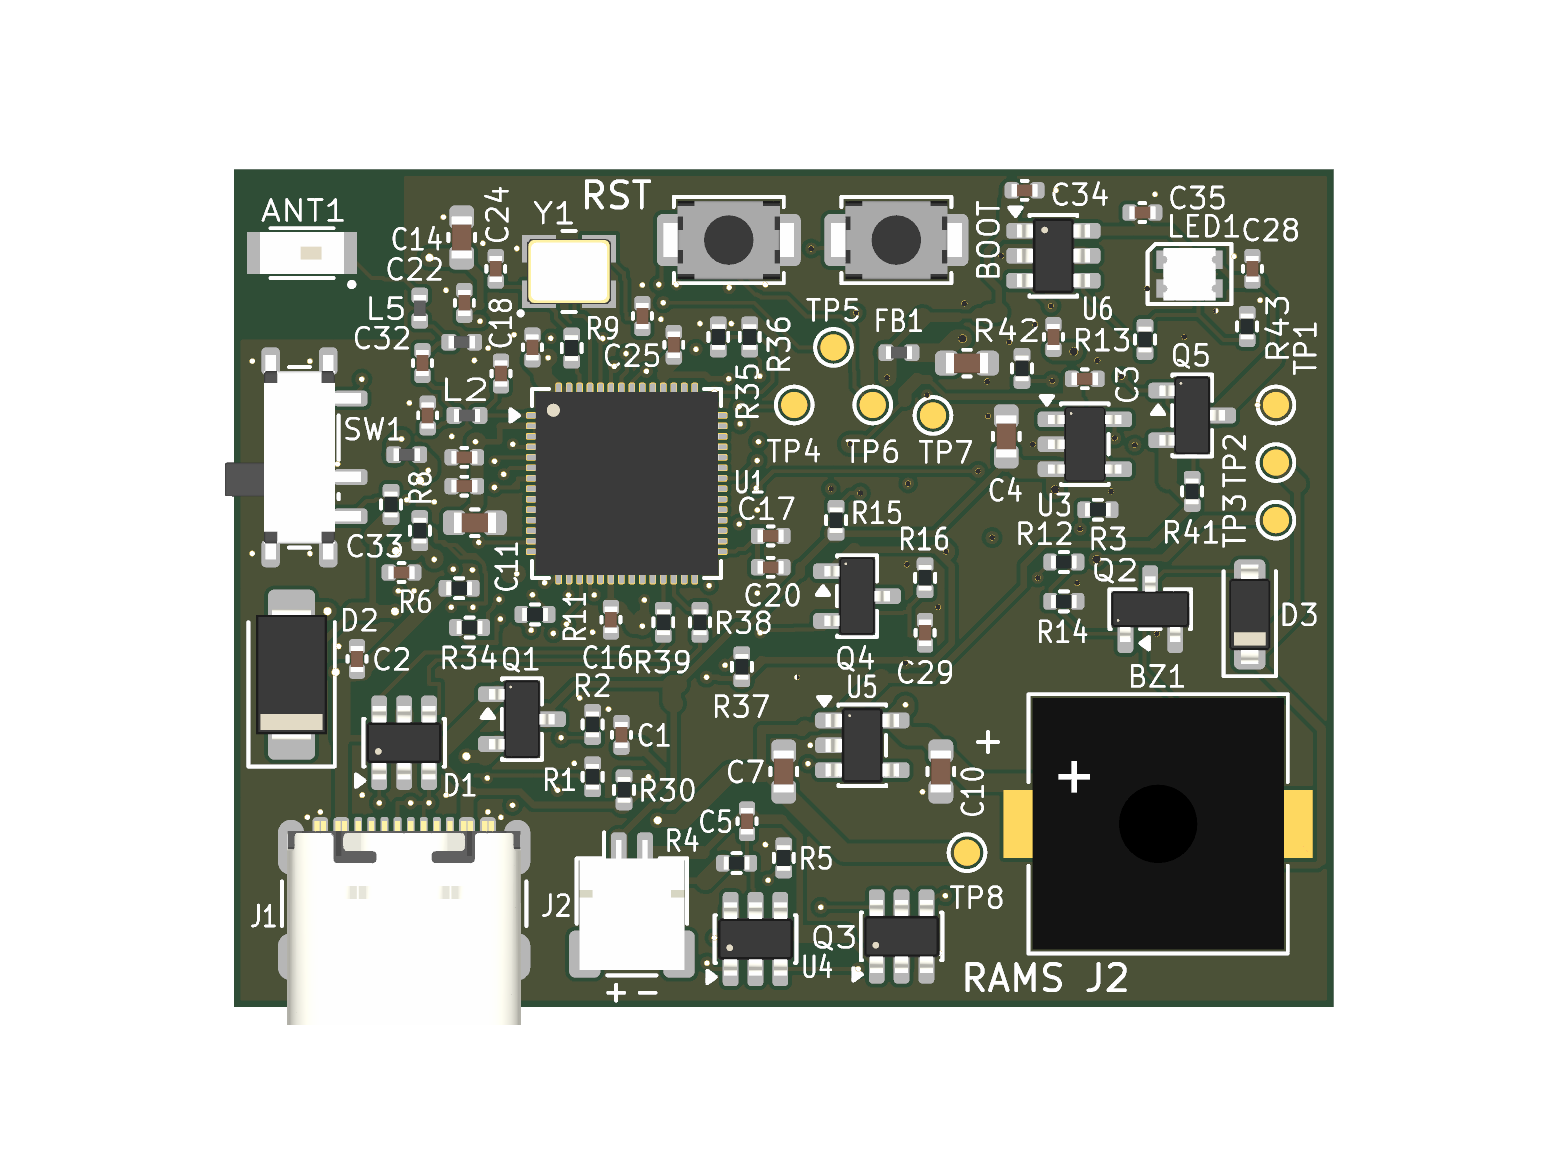 RST
C24
ANT1
Y1
C34
C35
BOOT
LED1
C28
C14
C22
L5
C32
C18
R9
C25
R36
TP5
FB1
R42
U6
R13
Q5
R43
TP1
L2
R35
C3
SW1
TP4
TP6
TP7
TP2
R8
U1
C17
C4
U3
R15
R12
R3
R41
TP3
C33
C11
R16
Q2
R6
C20
D2
R11
R38
R14
D3
C2
R34
Q1
C16
R39
Q4
C29
BZ1
R2
U5
R37
C1
+
+
D1
R1
R30
C7
C10
C5
R4
R5
TP8
J1
J2
Q3
U4
RAMS J2
+ -